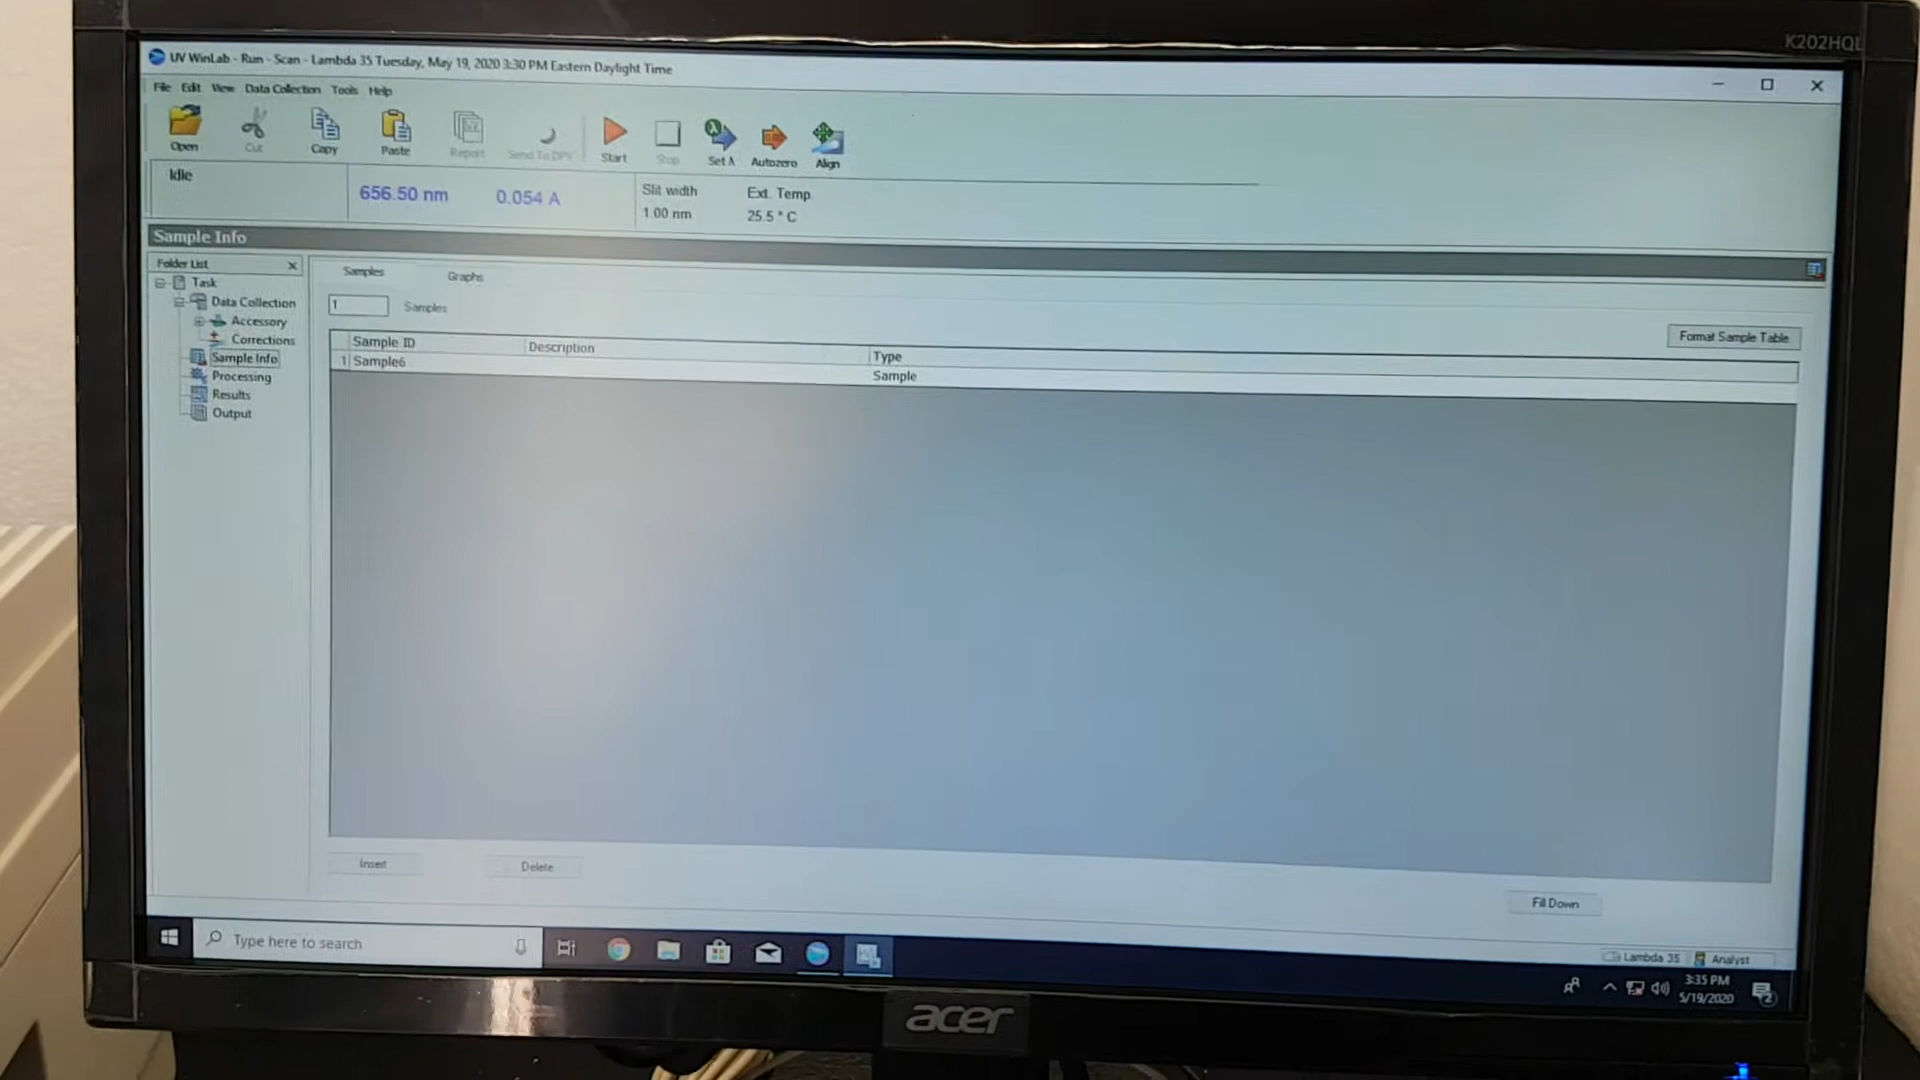 K202HQL
UV WinLab - Run - Scan - Lambda 35 Tuesday, May 19, 2020 3:30 PM Eastern Daylight Time
File Edit View Data Collection Tools Help
Open Cut Copy Paste Report Send To Start Stop Set λ Autozero Align
Idle 656.50 nm 0.054 A
Slit width Ext. Temp.
1.00 nm 25.5 ° C
Sample Info
Folder List
Task
Data Collection
Accessory
Corrections
Sample Info
Processing
Results
Output
Samples Graphs
1 Samples
Format Sample Table
Sample ID Description Type
1 Sample6 Sample
Insert Delete Fill Down
Lambda 35 Analyst
Type here to search
3:35 PM
5/19/2020
2
acer